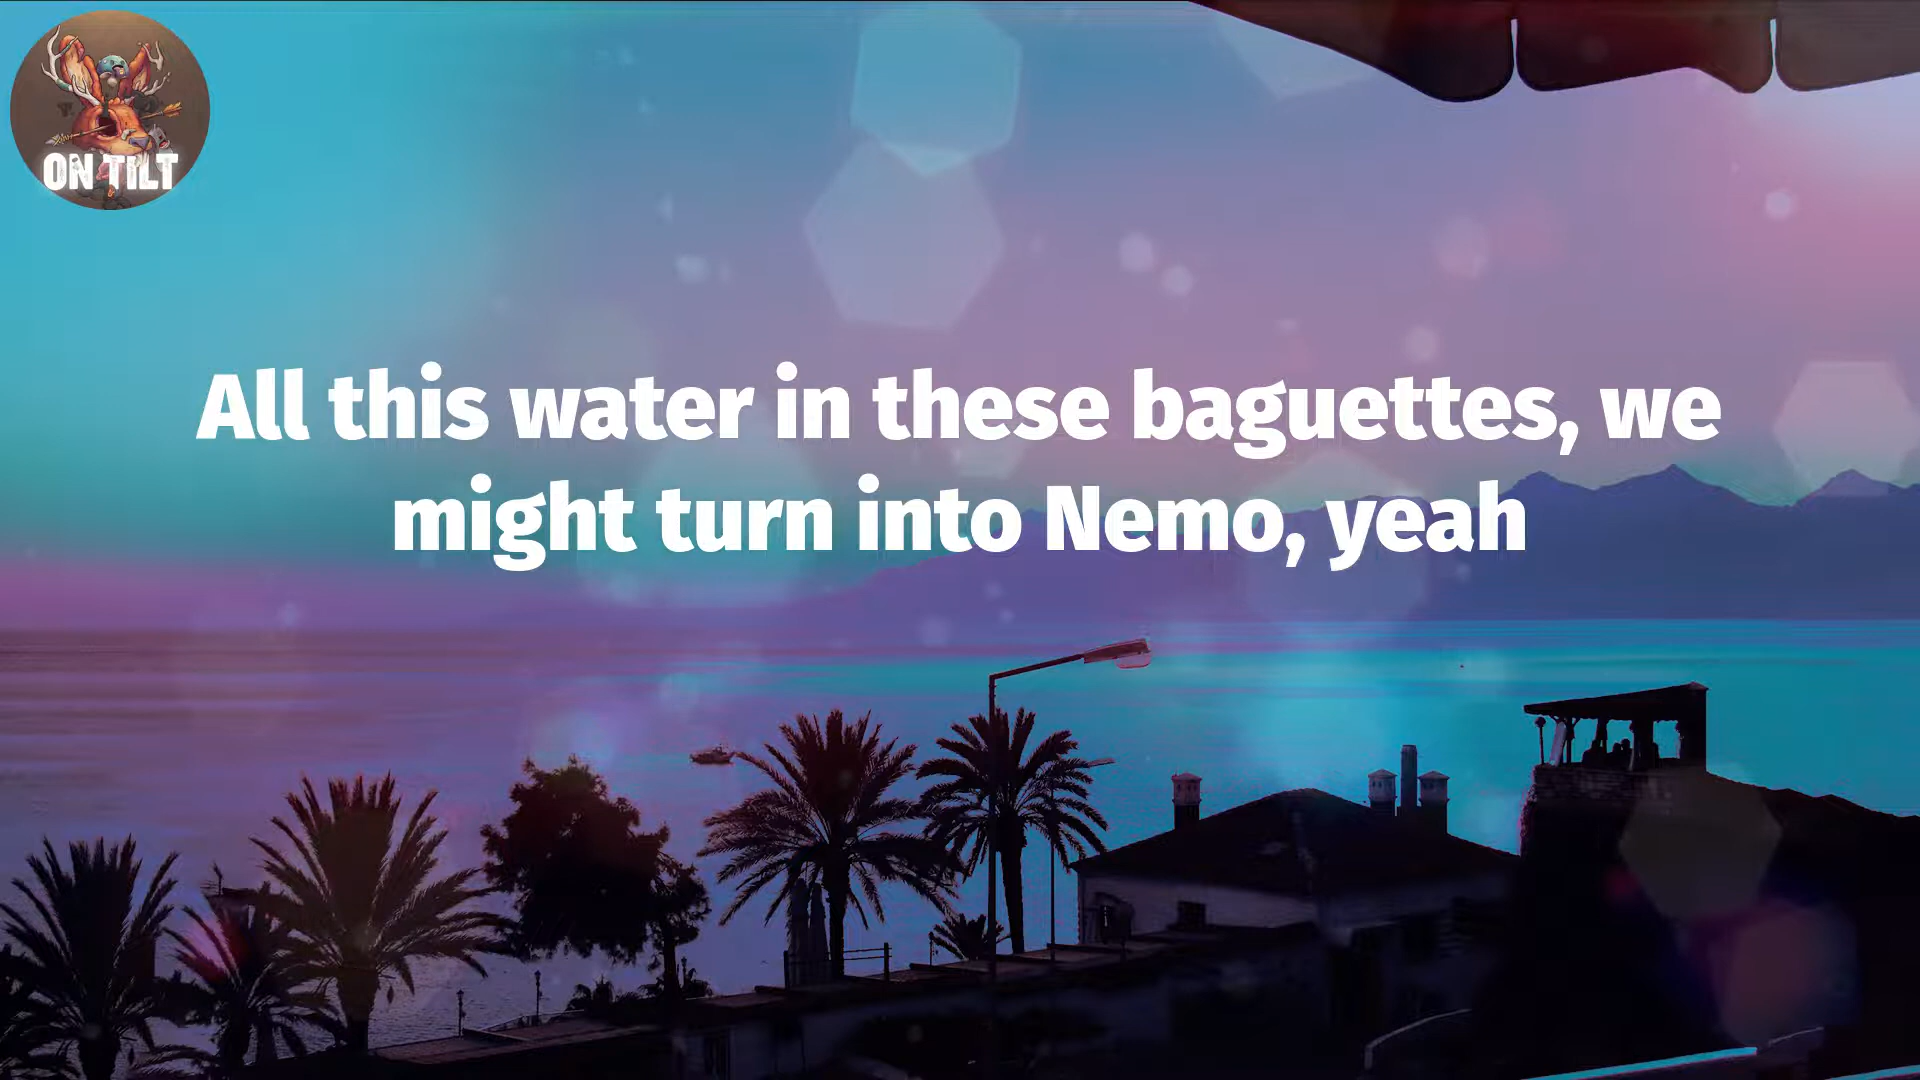 ON TILT
All this water in these baguettes, we
might turn into Nemo, yeah